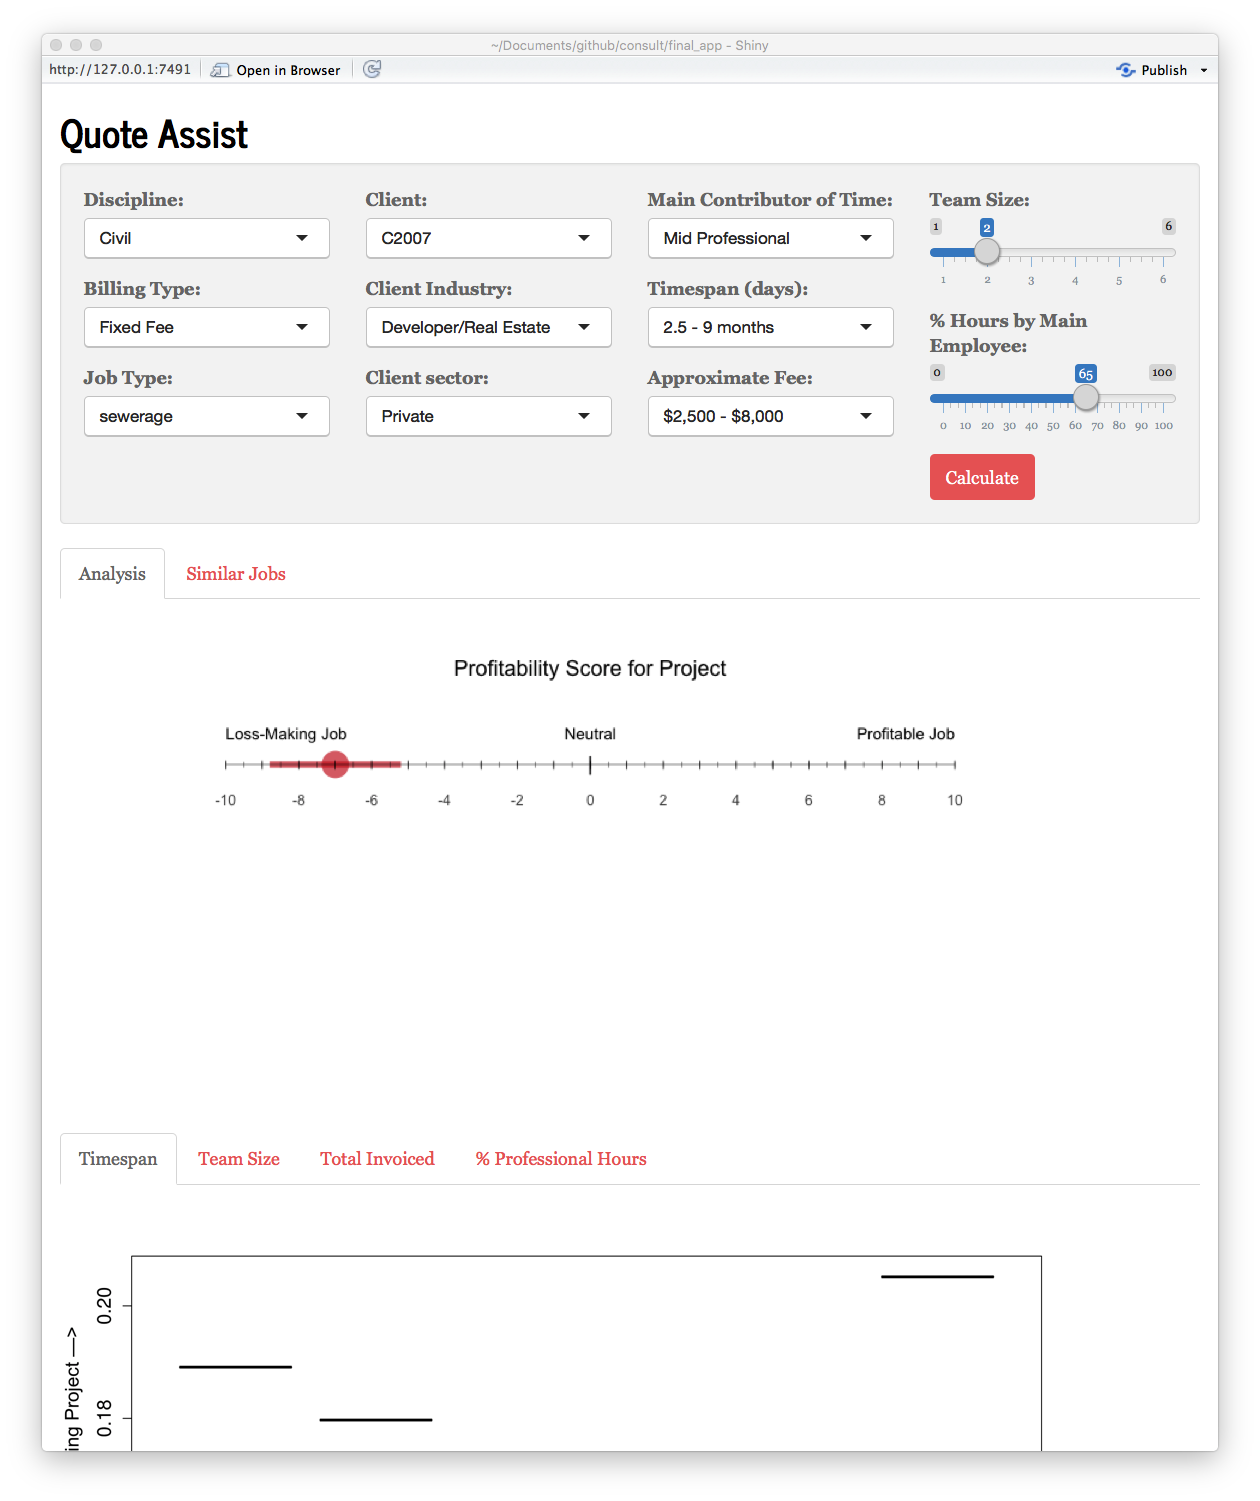 ~/Documents/github/consult/final_app - Shiny
http://127.0.0.1:7491 Open in Browser Publish
Quote Assist
Discipline: Client: Main Contributor of Time: Team Size:
1 2 6
Civil C2007 Mid Professional
1 2 3 4 5 6
Billing Type: Client Industry: Timespan (days):
Fixed Fee Developer/Real Estate 2.5 - 9 months
% Hours by Main
Employee:
Job Type: Client sector: Approximate Fee:
0 65 100
sewerage Private $2,500 - $8,000
0 10 20 30 40 50 60 70 80 90 100
Calculate
Analysis Similar Jobs
Profitability Score for Project
Loss-Making Job Neutral Profitable Job
-10 -8 -6 -4 -2 0 2 4 6 8 10
Timespan Team Size Total Invoiced % Professional Hours
0.20
0.18
ing Project —>